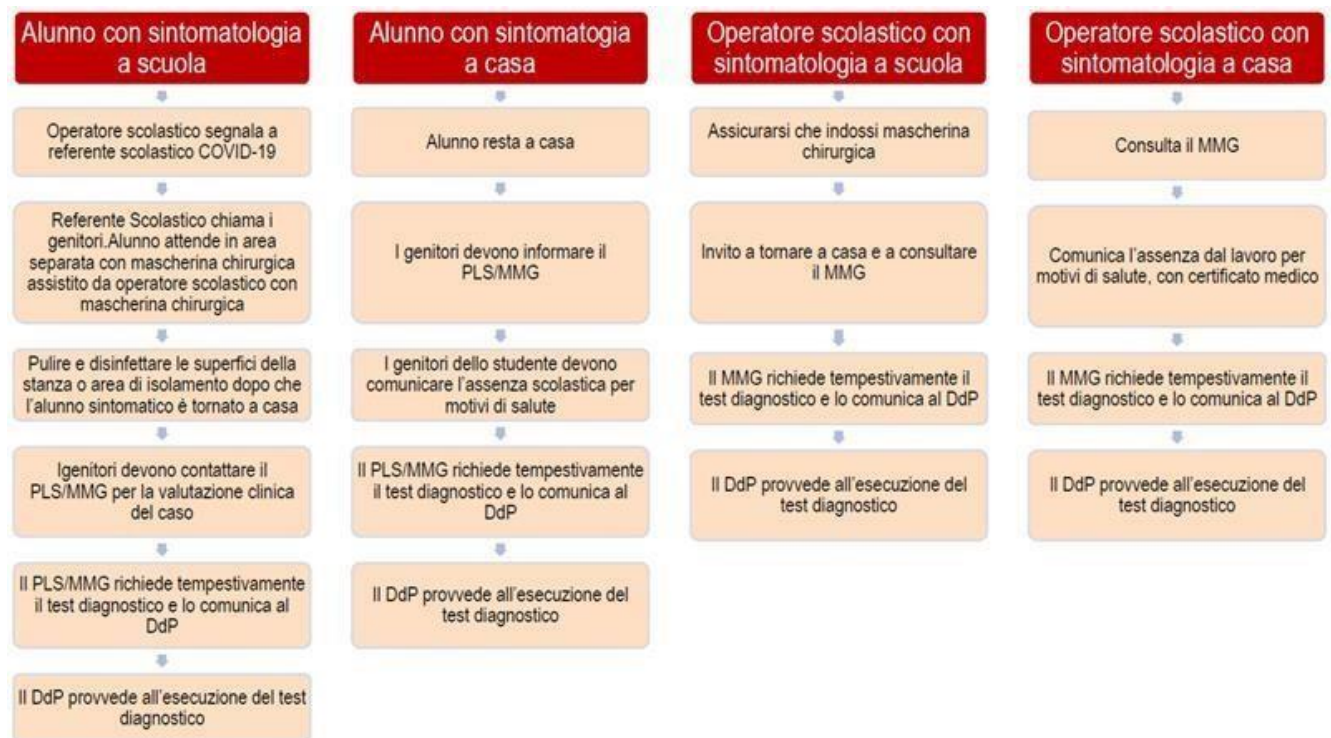 Alunno con sintomatologia
a scuola
Operatore scolastico segnala a
referente scolastico COVID-19
Referente Scolastico chiama i
genitori.Alunno attende in area
separata con mascherina chirurgica
assistito da operatore scolastico con
mascherina chirurgica
Pulire e disinfettare le superfici della
stanza o area di isolamento dopo che
l'alunno sintomatico è tornato a casa
Igenitori devono contattare il
PLS/MMG per la valutazione clinica
del caso
Il PLS/MMG richiede tempestivamente
il test diagnostico e lo comunica al
DdP
Il DdP provvede all'esecuzione del test
diagnostico
Alunno con sintomatogia
a casa
Alunno resta a casa
I genitori devono informare il
PLS/MMG
I genitori dello studente devono
comunicare l'assenza scolastica per
motivi di salute
Il PLS/MMG richiede tempestivamente
il test diagnostico e lo comunica al
DdP
Il DdP provvede all'esecuzione del
test diagnostico
Operatore scolastico con
sintomatologia a scuola
Assicurarsi che indossi mascherina
chirurgica
Invito a tornare a casa e a consultare
il MMG
Il MMG richiede tempestivamente il
test diagnostico e lo comunica al DdP
Il DdP provvede all'esecuzione del
test diagnostico
Operatore scolastico con
sintomatologia a casa
Consulta il MMG
Comunica l'assenza dal lavoro per
motivi di salute, con certificato medico
Il MMG richiede tempestivamente il
test diagnostico e lo comunica al DdP
Il DdP provvede all'esecuzione del
test diagnostico